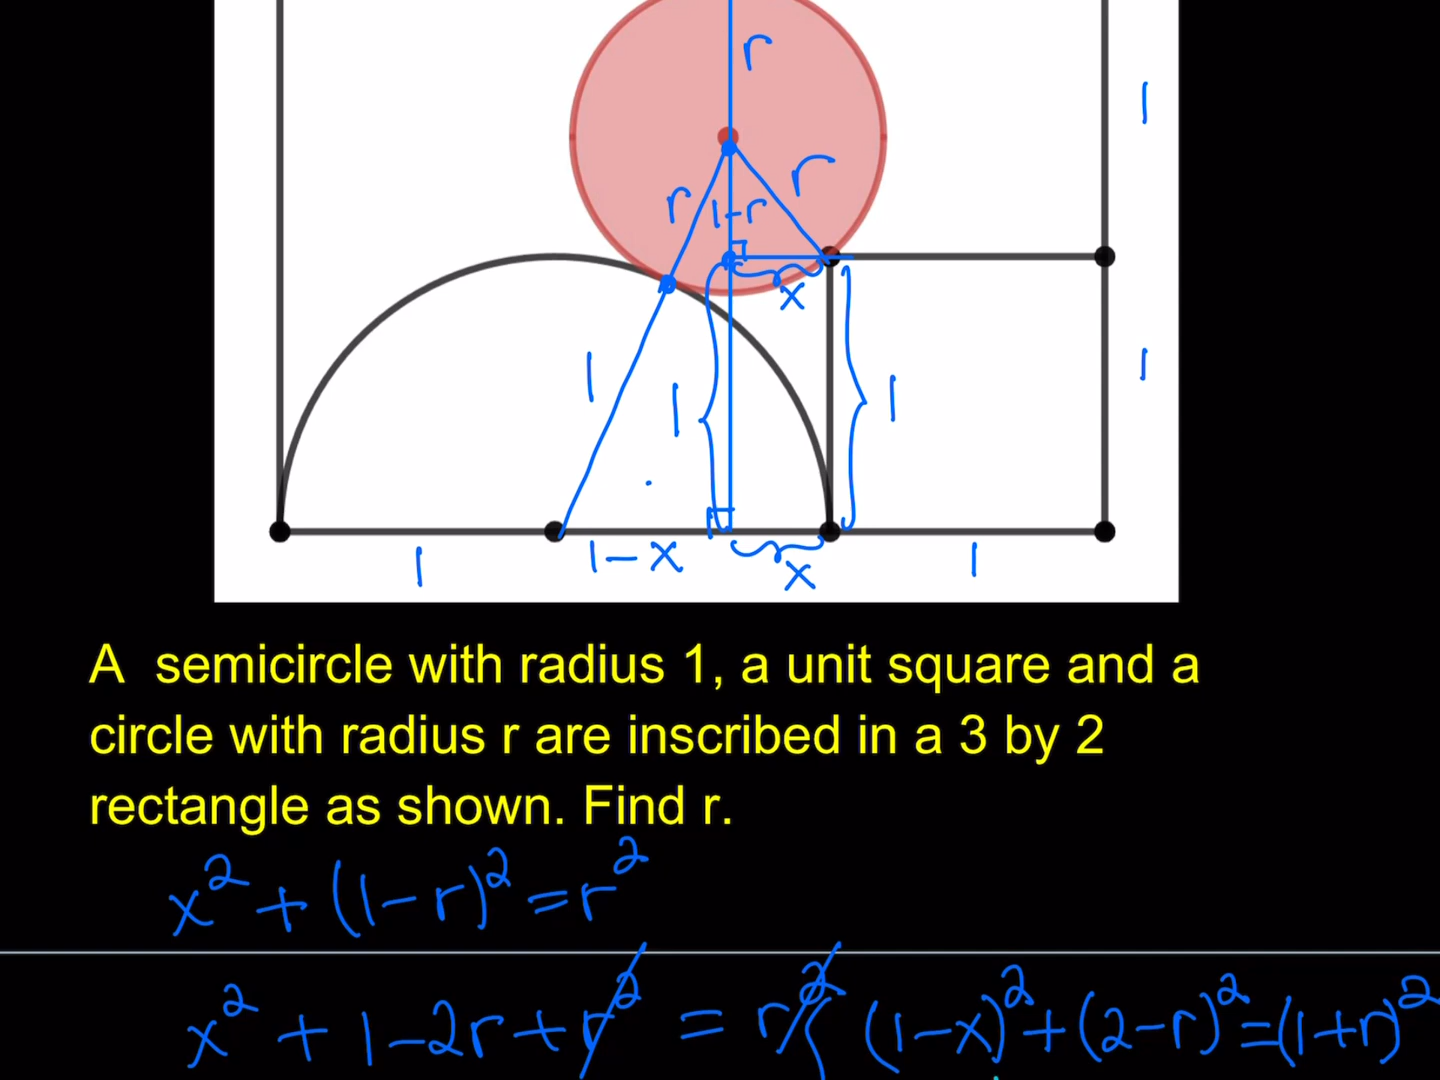 r
1
r
r
1-r
x
1
1
1
1
1
1-x
x
1
A semicircle with radius 1, a unit square and a
circle with radius r are inscribed in a 3 by 2
rectangle as shown. Find r.
x²+(1-r)²=r²
x²+1-2r+r²=r² (1-x)²+(2-r)²=(1+r)²